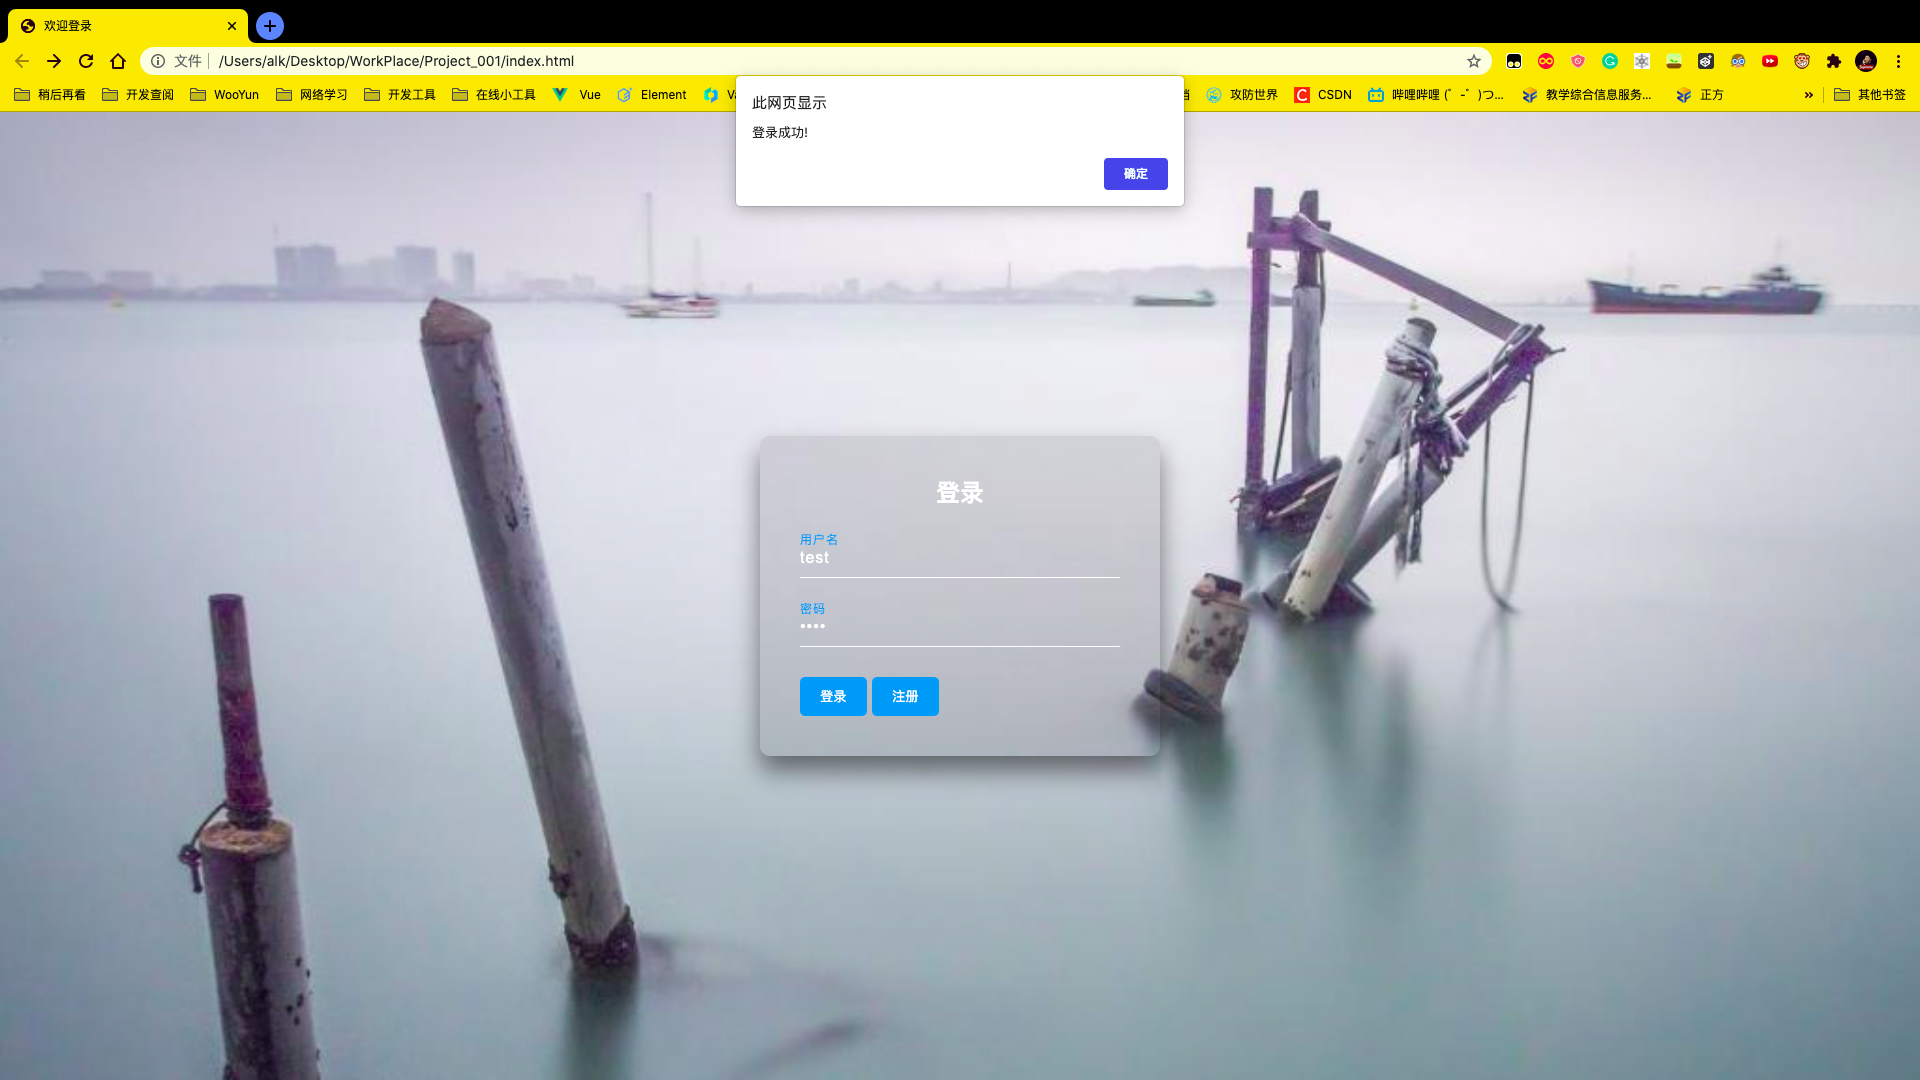 欢迎登录
文件 /Users/alk/Desktop/WorkPlace/Project_001/index.html
稍后再看 开发查阅 WooYun 网络学习 开发工具 在线小工具 Vue Element 攻防世界 CSDN 哔哩哔哩 (゜-゜)つ... 教学综合信息服务... 正方 » 其他书签
此网页显示
登录成功!
确定
登录
用户名
test
密码
••••
登录 注册